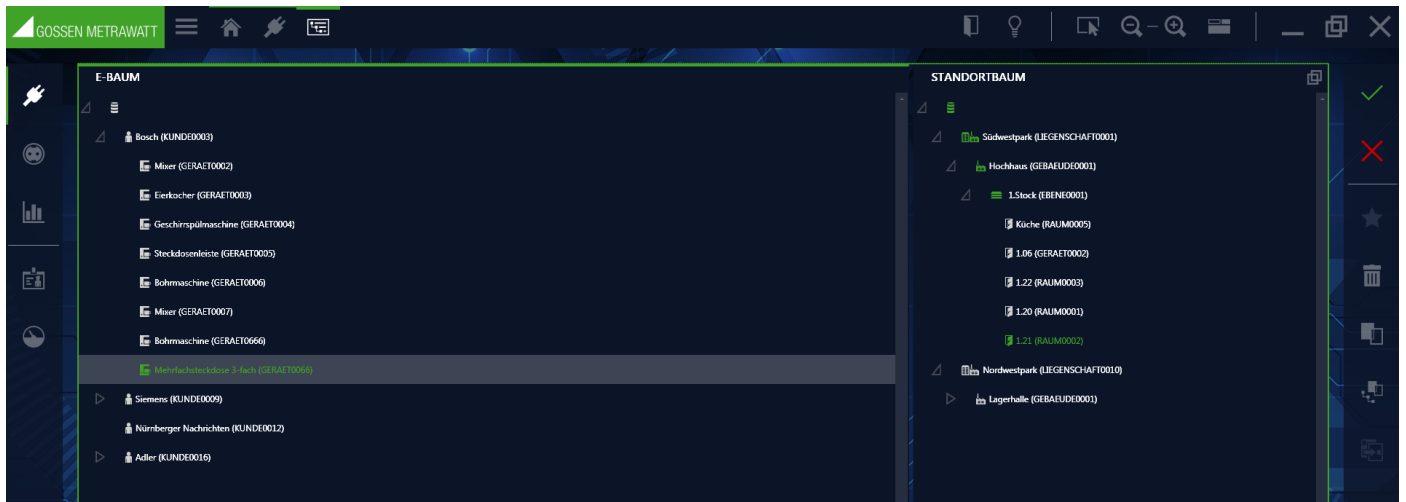 GOSSEN METRAWATT
E-BAUM
Bosch (KUNDE0003)
Mixer (GERAET0002)
Eierkocher (GERAET0003)
Geschirrspülmaschine (GERAET0004)
Steckdosenleiste (GERAET0005)
Bohrmaschine (GERAET0006)
Mixer (GERAET0007)
Bohrmaschine (GERAET0666)
Mehrfachsteckdose 3-fach (GERAET0066)
Siemens (KUNDE0009)
Nürnberger Nachrichten (KUNDE0012)
Adler (KUNDE0016)
STANDORTBAUM
Südwestpark (LIEGENSCHAFT0001)
Hochhaus (GEBAEUDE0001)
1.Stock (EBENE0001)
Küche (RAUM0005)
1.06 (GERAET0002)
1.22 (RAUM0003)
1.20 (RAUM0001)
1.21 (RAUM0002)
Nordwestpark (LIEGENSCHAFT0010)
Lagerhalle (GEBAEUDE0001)